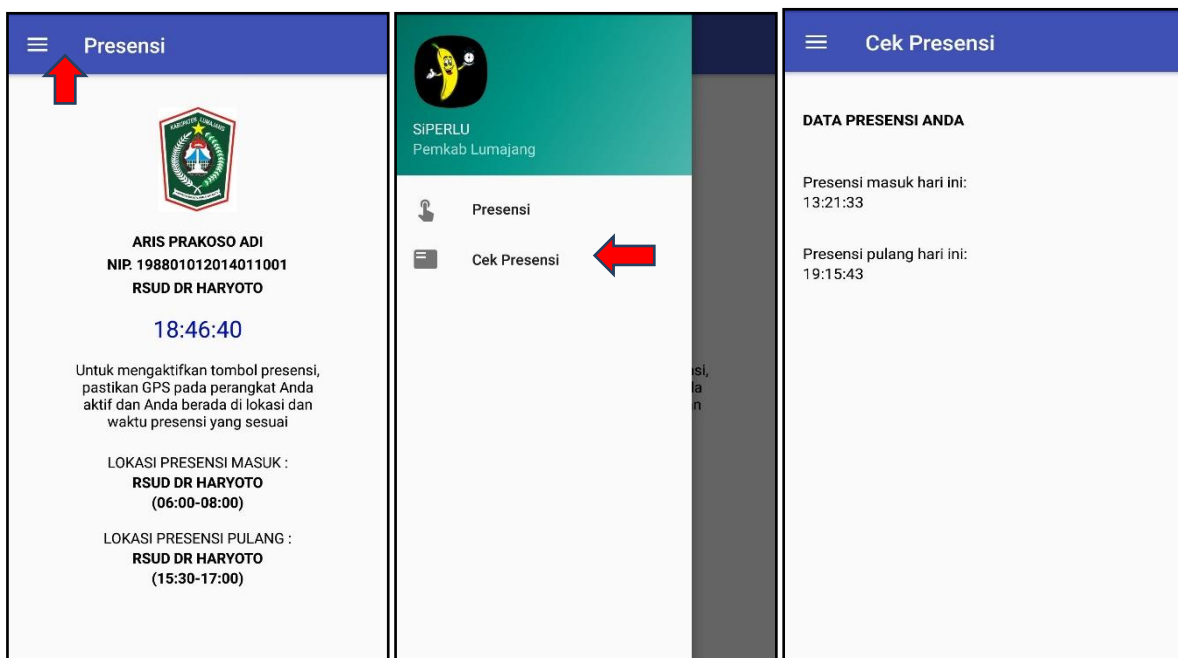 Presensi
KABUPATEN LUMAJANG
ARIS PRAKOSO ADI
NIP. 198801012014011001
RSUD DR HARYOTO
18:46:40
Untuk mengaktifkan tombol presensi,
pastikan GPS pada perangkat Anda
aktif dan Anda berada di lokasi dan
waktu presensi yang sesuai
LOKASI PRESENSI MASUK :
RSUD DR HARYOTO
(06:00-08:00)
LOKASI PRESENSI PULANG :
RSUD DR HARYOTO
(15:30-17:00)
SiPERLU
Pemkab Lumajang
Presensi
Cek Presensi
Cek Presensi
DATA PRESENSI ANDA
Presensi masuk hari ini:
13:21:33
Presensi pulang hari ini:
19:15:43